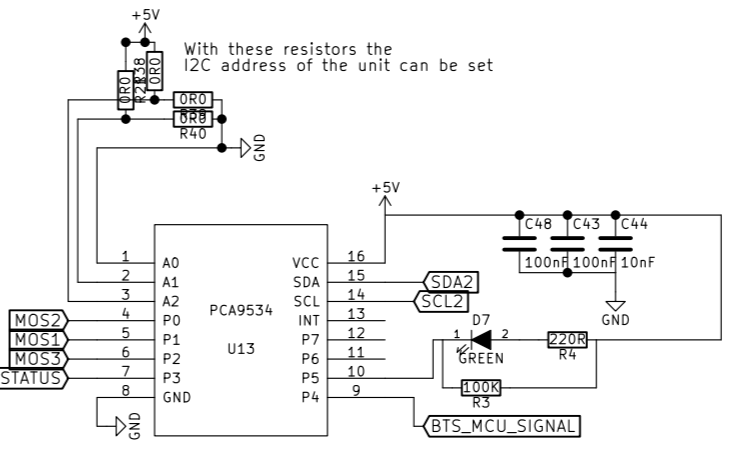 +5V
With these resistors the
I2C address of the unit can be set
0R0
R38
0R0
0R0
0R0
R40
GND
+5V
C48
C43
C44
100nF
100nF
10nF
GND
1
A0
VCC
16
2
A1
SDA
15
SDA2
3
A2
SCL
14
SCL2
PCA9534
MOS2
4
P0
INT
13
MOS1
5
P1
P7
12
U13
MOS3
6
P2
P6
11
STATUS
7
P3
P5
10
8
GND
P4
9
GND
D7
1
2
GREEN
220R
R4
100K
R3
BTS_MCU_SIGNAL